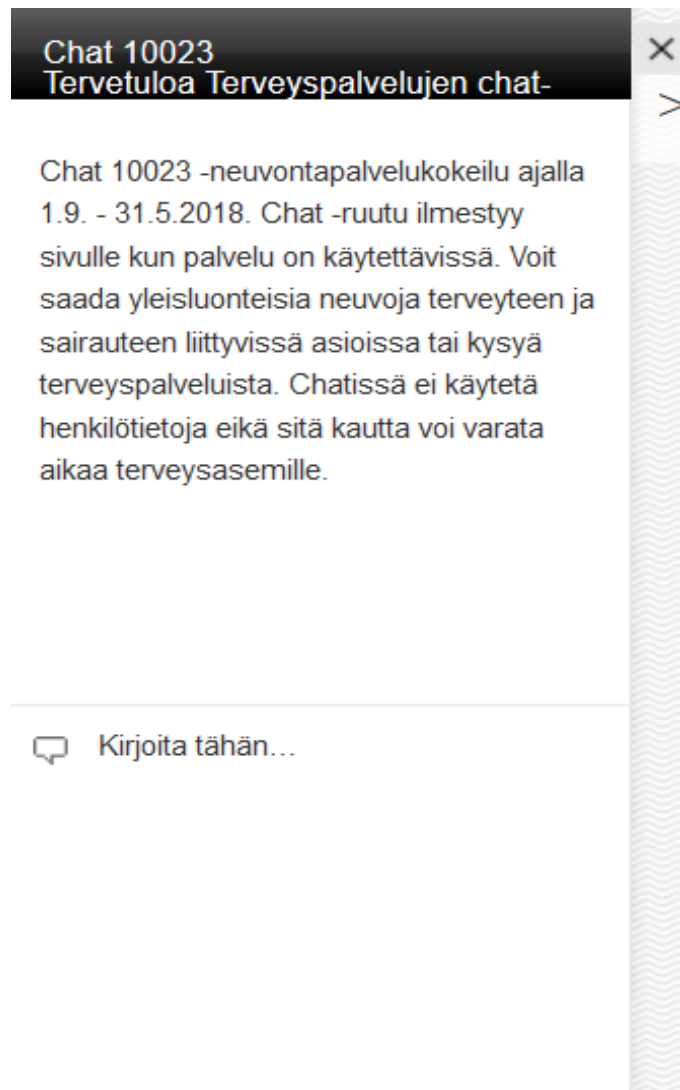 Chat 10023
Tervetuloa Terveyspalvelujen chat-
Chat 10023 -neuvontapalvelukokeilu ajalla
1.9. - 31.5.2018. Chat -ruutu ilmestyy
sivulle kun palvelu on käytettävissä. Voit
saada yleisluonteisia neuvoja terveyteen ja
sairauteen liittyvissä asioissa tai kysyä
terveyspalveluista. Chatissä ei käytetä
henkilötietoja eikä sitä kautta voi varata
aikaa terveysasemille.
Kirjoita tähän…